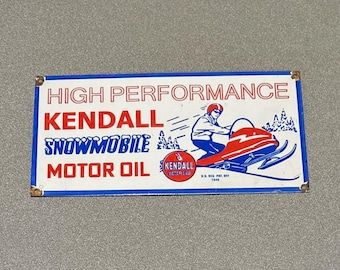 HIGH PERFORMANCE
KENDALL
SNOWMOBILE
MOTOR OIL
KENDALL